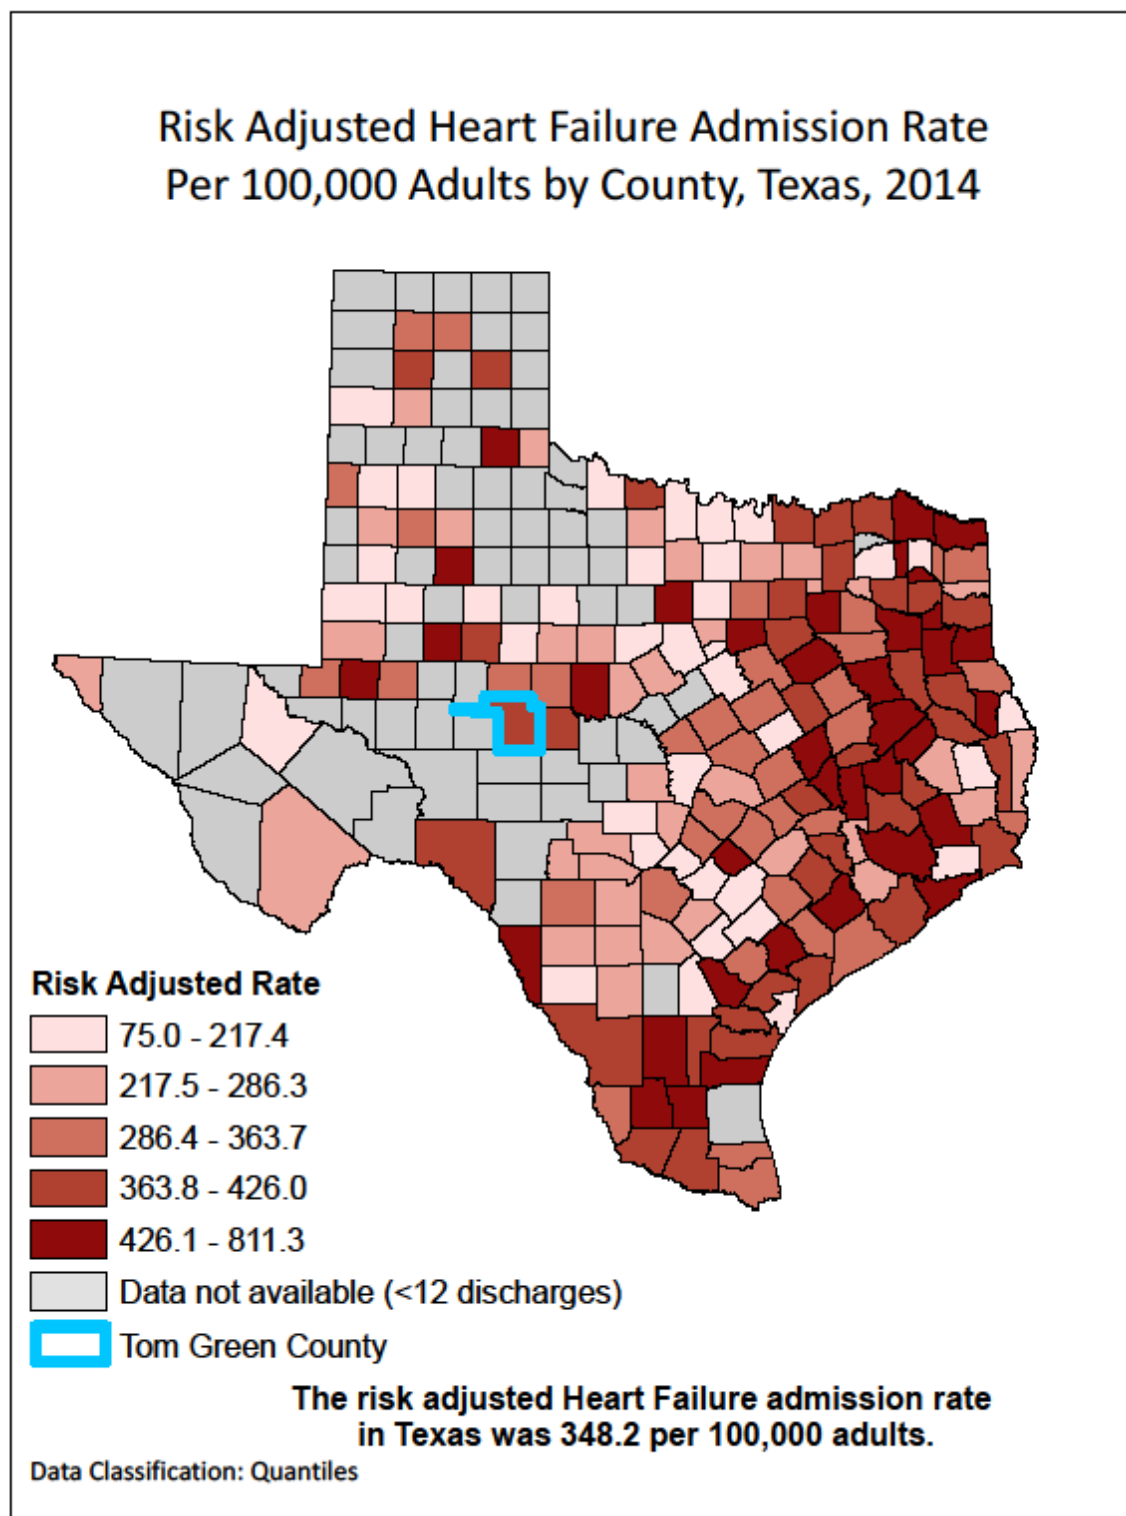 Risk Adjusted Heart Failure Admission Rate
Per 100,000 Adults by County, Texas, 2014
Risk Adjusted Rate
75.0 - 217.4
217.5 - 286.3
286.4 - 363.7
363.8 - 426.0
426.1 - 811.3
Data not available (<12 discharges)
Tom Green County
The risk adjusted Heart Failure admission rate
in Texas was 348.2 per 100,000 adults.
Data Classification: Quantiles